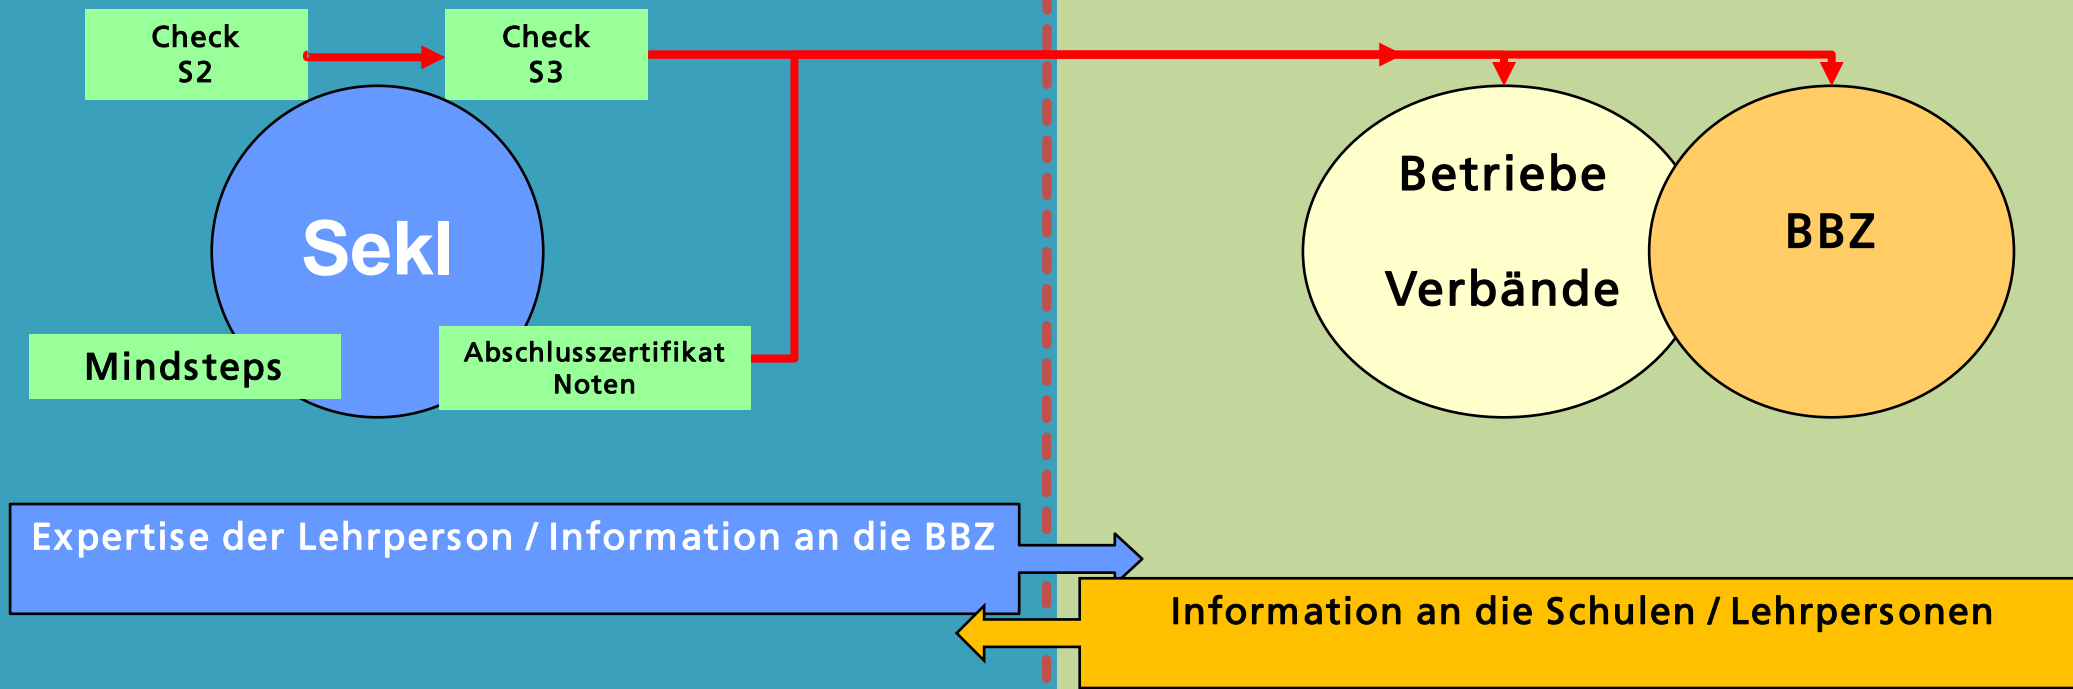 Check
S2
Check
S3
SekI
Mindsteps
Abschlusszertifikat
Noten
Betriebe
Verbände
BBZ
Expertise der Lehrperson / Information an die BBZ
Information an die Schulen / Lehrpersonen